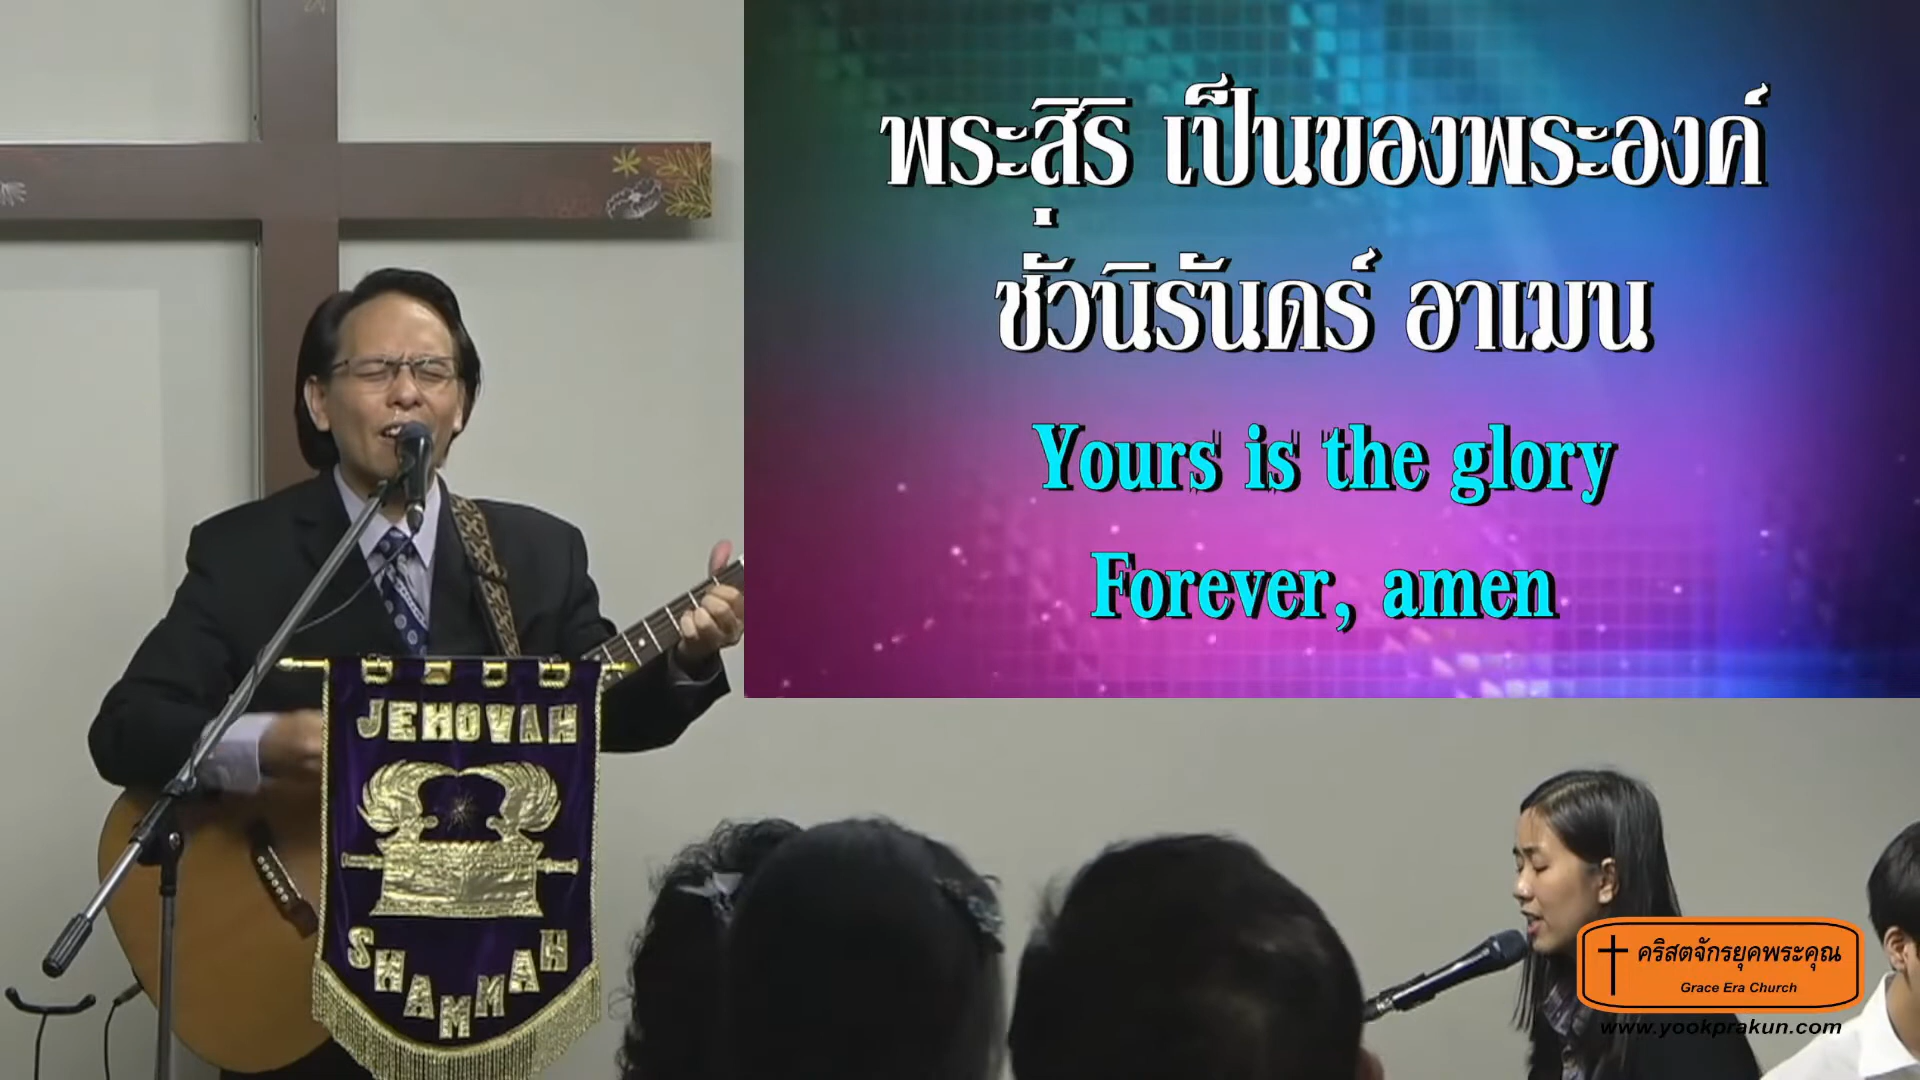 พระสิริ เป็นของพระองค์
ชั่วนิรันดร์ อาเมน
Yours is the glory
Forever, amen
JEHOVAH
SHAMMAH
คริสตจักรยุคพระคุณ
Grace Era Church
www.yookprakun.com